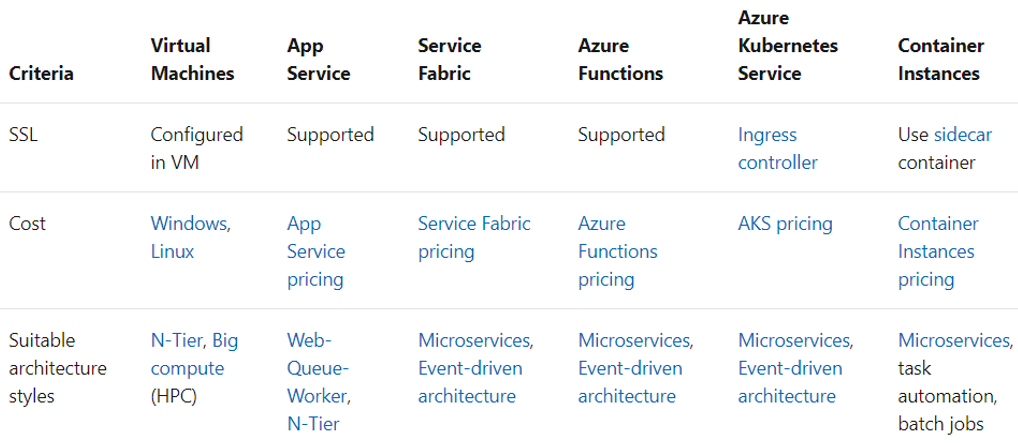 Criteria
Virtual
Machines
App
Service
Service
Fabric
Azure
Functions
Azure
Kubernetes
Service
Container
Instances
SSL
Configured
in VM
Supported
Supported
Supported
Ingress
controller
Use sidecar
container
Cost
Windows,
Linux
App
Service
pricing
Service Fabric
pricing
Azure
Functions
pricing
AKS pricing
Container
Instances
pricing
Suitable
architecture
styles
N-Tier, Big
compute
(HPC)
Web-
Queue-
Worker,
N-Tier
Microservices,
Event-driven
architecture
Microservices,
Event-driven
architecture
Microservices,
Event-driven
architecture
Microservices,
task
automation,
batch jobs